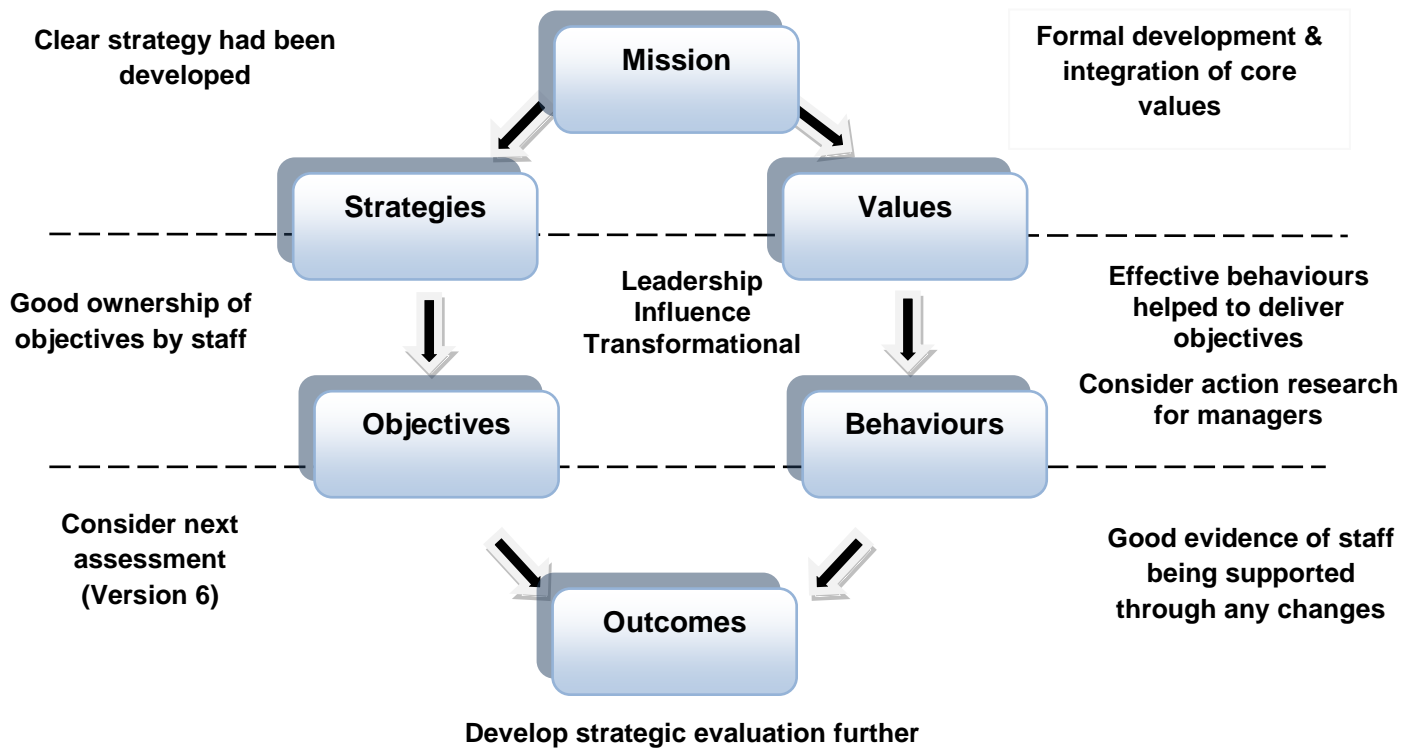 Clear strategy had been
developed
Mission
Formal development &
integration of core
values
Strategies
Values
Good ownership of
objectives by staff
Leadership
Influence
Transformational
Effective behaviours
helped to deliver
objectives
Consider action research
for managers
Objectives
Behaviours
Consider next
assessment
(Version 6)
Good evidence of staff
being supported
through any changes
Outcomes
Develop strategic evaluation further